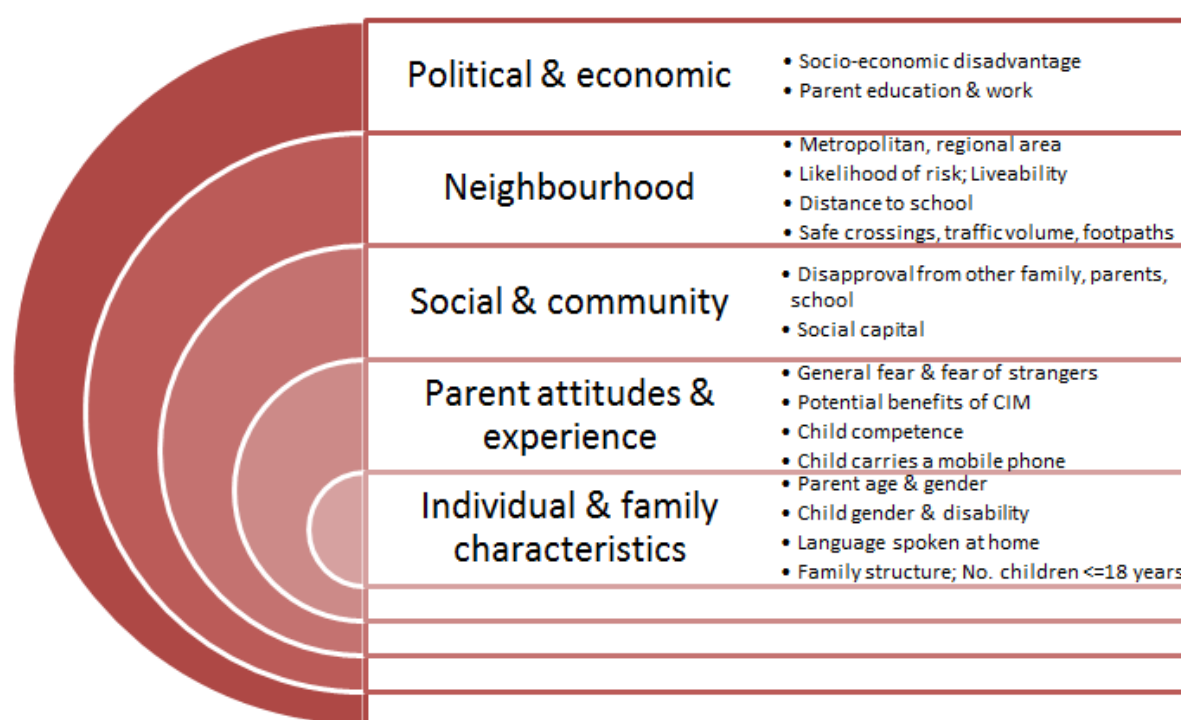 Political & economic
• Socio-economic disadvantage
• Parent education & work
Neighbourhood
• Metropolitan, regional area
• Likelihood of risk; Liveability
• Distance to school
• Safe crossings, traffic volume, footpaths
Social & community
• Disapproval from other family, parents,
school
• Social capital
Parent attitudes &
experience
• General fear & fear of strangers
• Potential benefits of CIM
• Child competence
• Child carries a mobile phone
Individual & family
characteristics
• Parent age & gender
• Child gender & disability
• Language spoken at home
• Family structure; No. children <=18 years